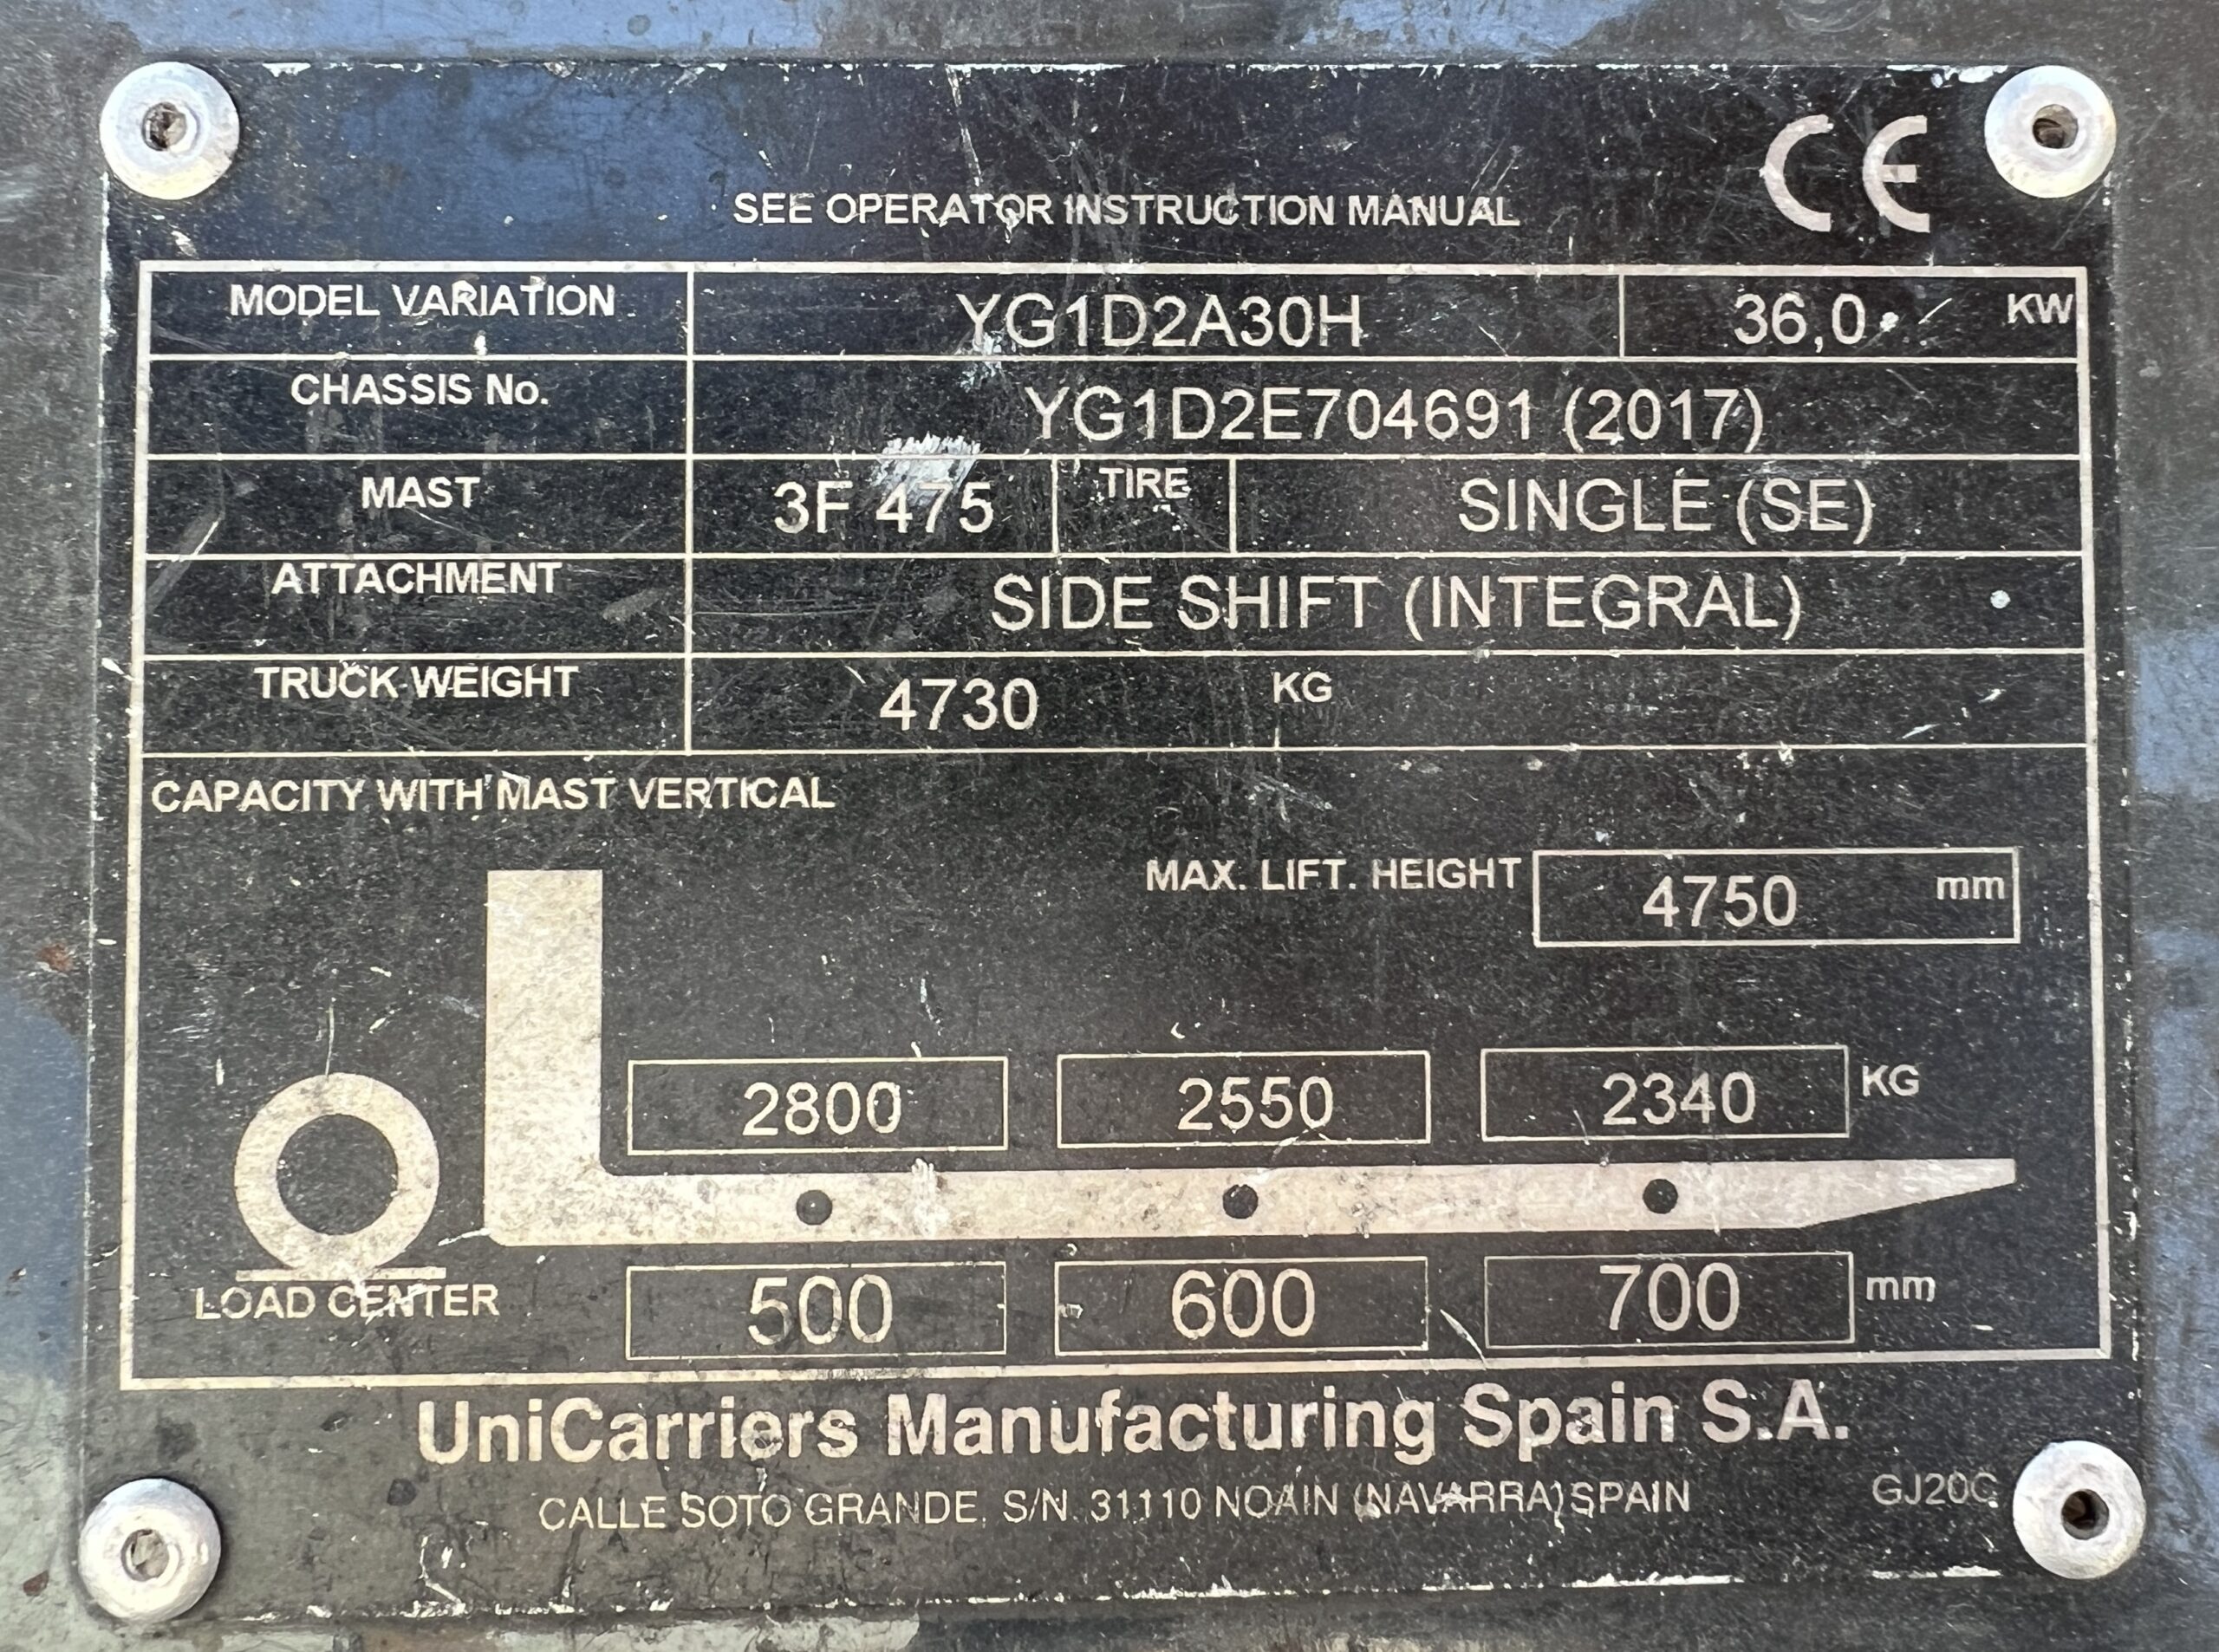 CE
SEE OPERATOR INSTRUCTION MANUAL
MODEL VARIATION YG1D2A30H 36,0 KW
CHASSIS No. YG1D2E704691 (2017)
MAST 3F 475 TIRE SINGLE (SE)
ATTACHMENT SIDE SHIFT (INTEGRAL)
TRUCK WEIGHT 4730 KG
CAPACITY WITH MAST VERTICAL
MAX. LIFT. HEIGHT 4750 mm
2800 2550 2340 KG
LOAD CENTER 500 600 700 mm
UniCarriers Manufacturing Spain S.A.
CALLE SOTO GRANDE, S/N. 31110 NOAIN (NAVARRA) SPAIN GJ20C